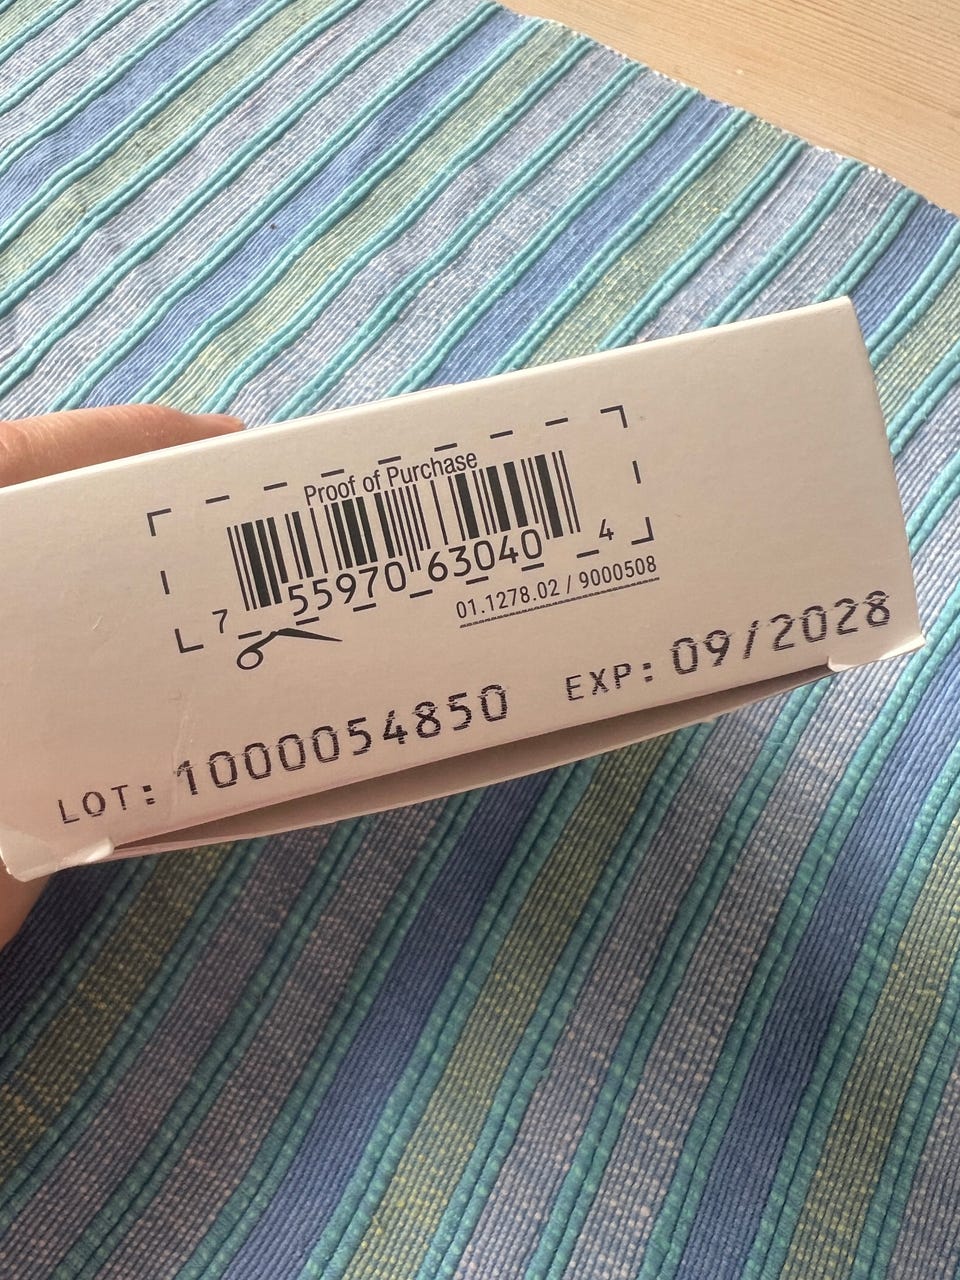 Proof of Purchase
7 55970 63040 4
01.1278.02 / 9000508
LOT: 1000054850 EXP: 09/2028